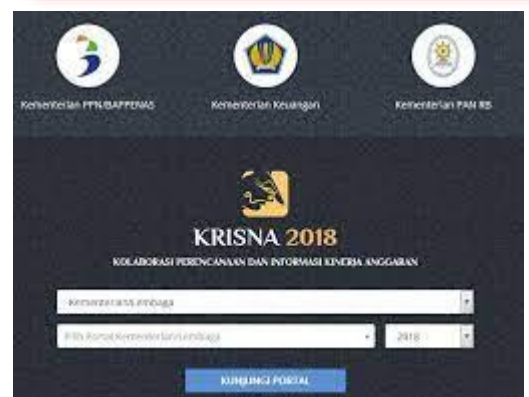 Kementerian PPN/BAPPENAS
Kementerian Keuangan
Kementerian PAN RB
KRISNA 2018
KOLABORASI PERENCANAAN DAN INFORMASI KINERJA ANGGARAN
Kementerian/Lembaga
Pilih Portal Kementerian/Lembaga
2018
KUNJUNGI PORTAL